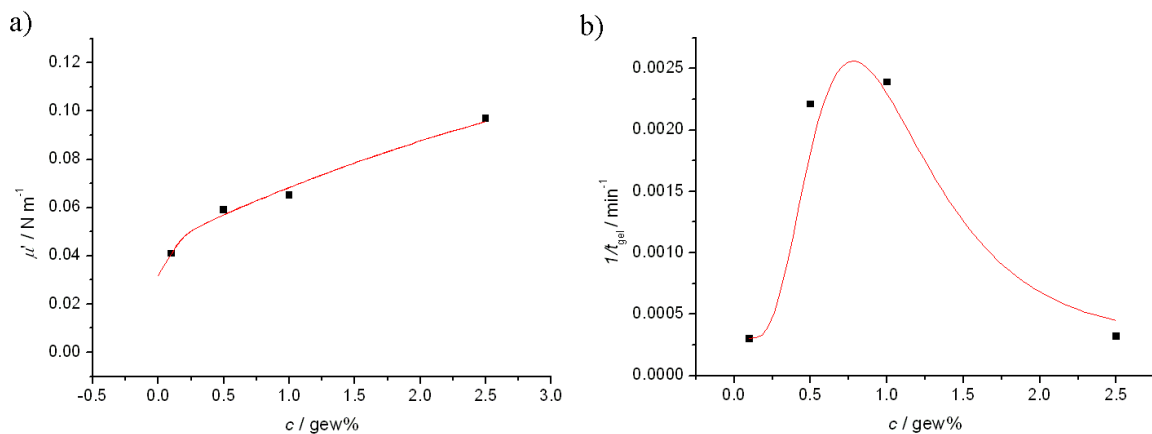 a)
0.12
0.10
0.08
0.06
0.04
0.02
0.00
μ' / N m⁻¹
-0.5 0.0 0.5 1.0 1.5 2.0 2.5 3.0
c / gew%
b)
0.0025
0.0020
0.0015
0.0010
0.0005
0.0000
1/t_gel / min⁻¹
0.0 0.5 1.0 1.5 2.0 2.5
c / gew%